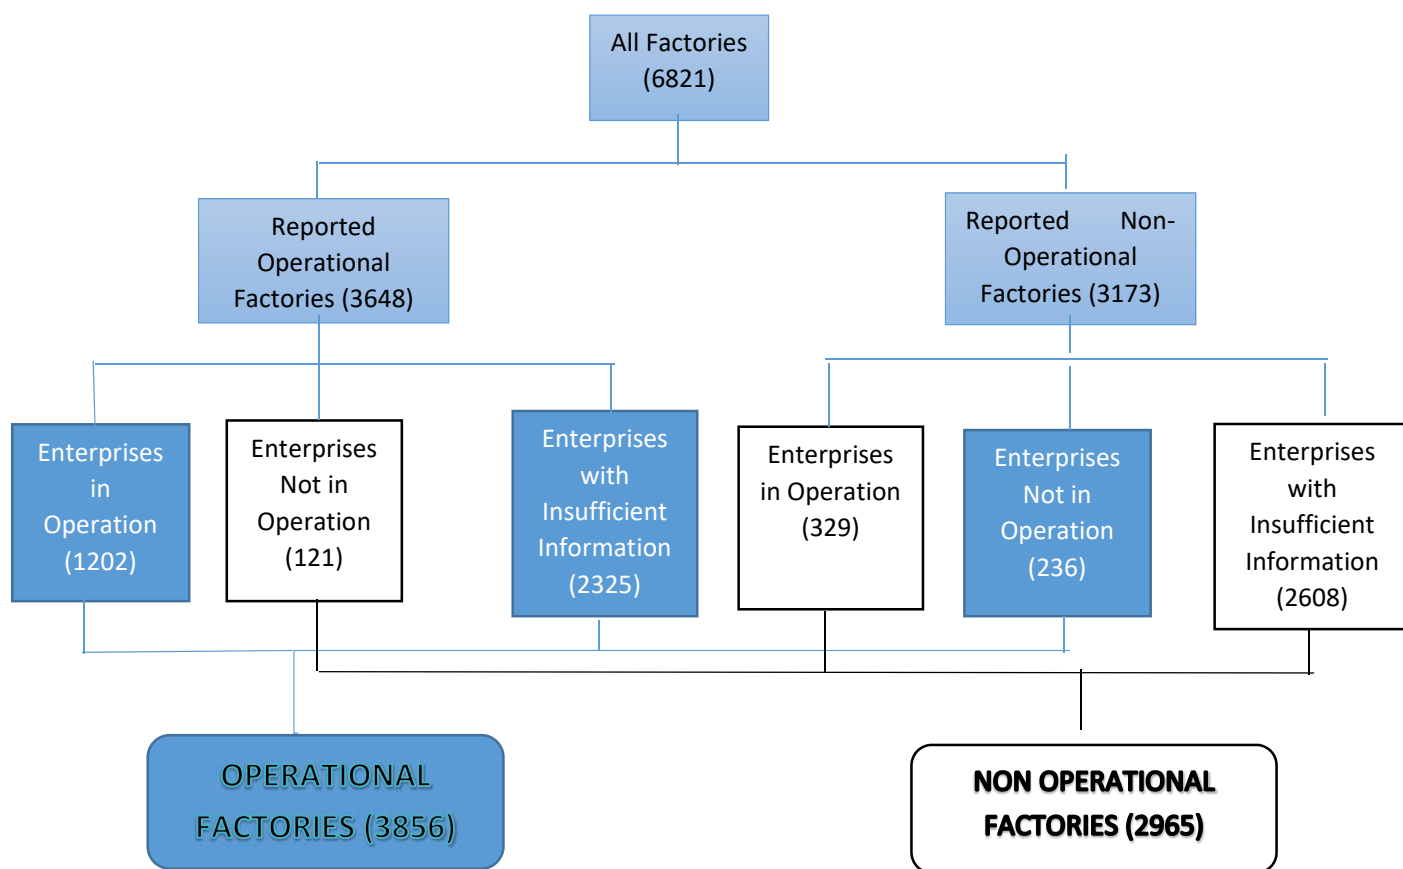 All Factories
(6821)
Reported
Operational
Factories (3648)
Reported Non-
Operational
Factories (3173)
Enterprises
in
Operation
(1202)
Enterprises
Not in
Operation
(121)
Enterprises
with
Insufficient
Information
(2325)
Enterprises
in Operation
(329)
Enterprises
Not in
Operation
(236)
Enterprises
with
Insufficient
Information
(2608)
OPERATIONAL
FACTORIES (3856)
NON OPERATIONAL
FACTORIES (2965)